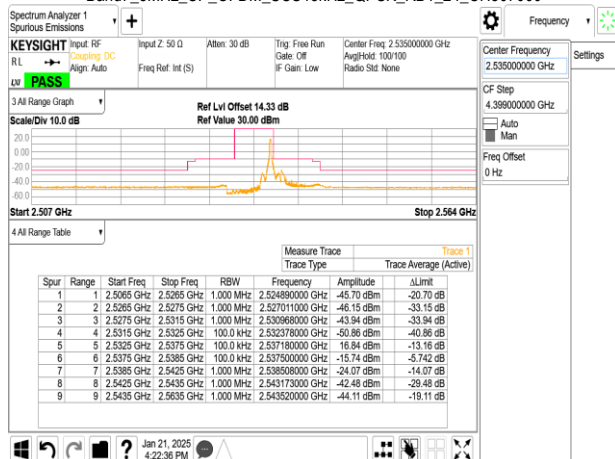 Spectrum Analyzer 1
Spurious Emissions
Frequency
KEYSIGHT
Input: RF
Coupling: DC
Align: Auto
Input Z: 50 Ω
Freq Ref: Int (S)
Atten: 30 dB
Trig: Free Run
Gate: Off
IF Gain: Low
Center Freq: 2.535000000 GHz
Avg|Hold: 100/100
Radio Std: None
RL
PASS
Center Frequency
2.535000000 GHz
Settings
CF Step
4.399000000 GHz
Auto
Man
Freq Offset
0 Hz
3 All Range Graph
Scale/Div 10.0 dB
Ref Lvl Offset 14.33 dB
Ref Value 30.00 dBm
20.0
0.00
-20.0
-40.0
-60.0
Start 2.507 GHz
Stop 2.564 GHz
4 All Range Table
Measure Trace Trace 1
Trace Type Trace Average (Active)
Spur Range Start Freq Stop Freq RBW Frequency Amplitude ΔLimit
1 1 2.5065 GHz 2.5265 GHz 1.000 MHz 2.524890000 GHz -45.70 dBm -20.70 dB
2 2 2.5265 GHz 2.5275 GHz 1.000 MHz 2.527011000 GHz -46.15 dBm -33.15 dB
3 3 2.5275 GHz 2.5315 GHz 1.000 MHz 2.530968000 GHz -43.94 dBm -33.94 dB
4 4 2.5315 GHz 2.5325 GHz 100.0 kHz 2.532378000 GHz -50.86 dBm -40.86 dB
5 5 2.5325 GHz 2.5375 GHz 100.0 kHz 2.537180000 GHz 16.84 dBm -13.16 dB
6 6 2.5375 GHz 2.5385 GHz 100.0 kHz 2.537500000 GHz -15.74 dBm -5.742 dB
7 7 2.5385 GHz 2.5425 GHz 1.000 MHz 2.538508000 GHz -24.07 dBm -14.07 dB
8 8 2.5425 GHz 2.5435 GHz 1.000 MHz 2.543173000 GHz -42.48 dBm -29.48 dB
9 9 2.5435 GHz 2.5635 GHz 1.000 MHz 2.543520000 GHz -44.11 dBm -19.11 dB
Jan 21, 2025
4:22:36 PM